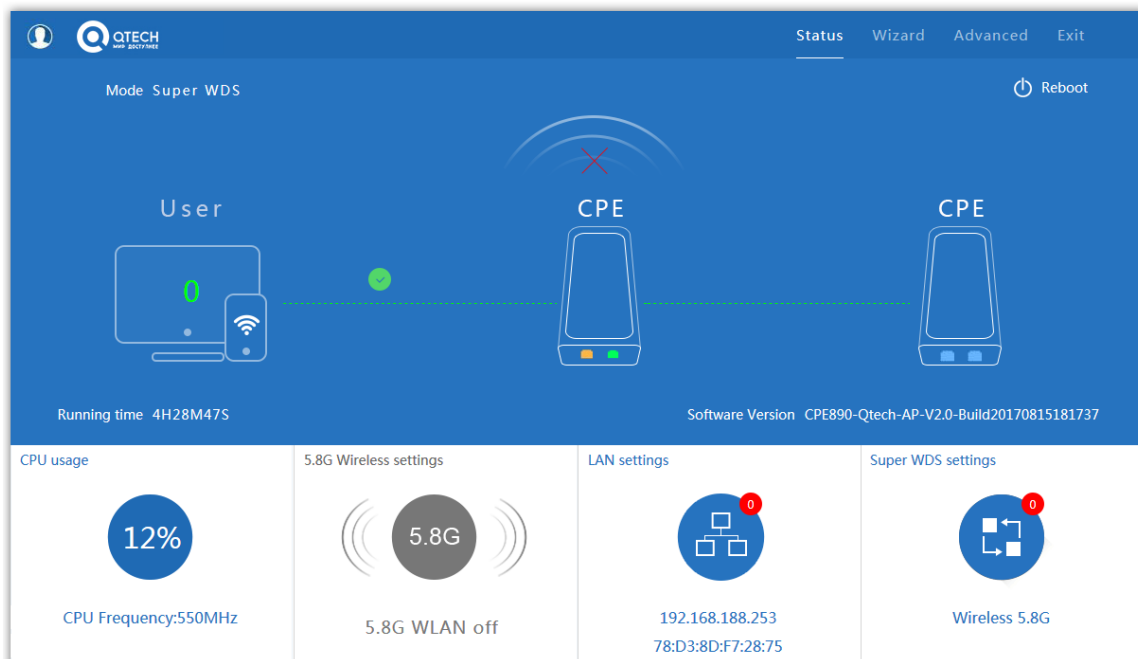 QTECH
МИР ДОСТУПНЕЕ
Status Wizard Advanced Exit
Mode Super WDS
Reboot
User
CPE
CPE
0
Running time 4H28M47S
Software Version CPE890-Qtech-AP-V2.0-Build20170815181737
CPU usage
5.8G Wireless settings
LAN settings
Super WDS settings
0
0
12%
5.8G
CPU Frequency:550MHz
5.8G WLAN off
192.168.188.253
78:D3:8D:F7:28:75
Wireless 5.8G